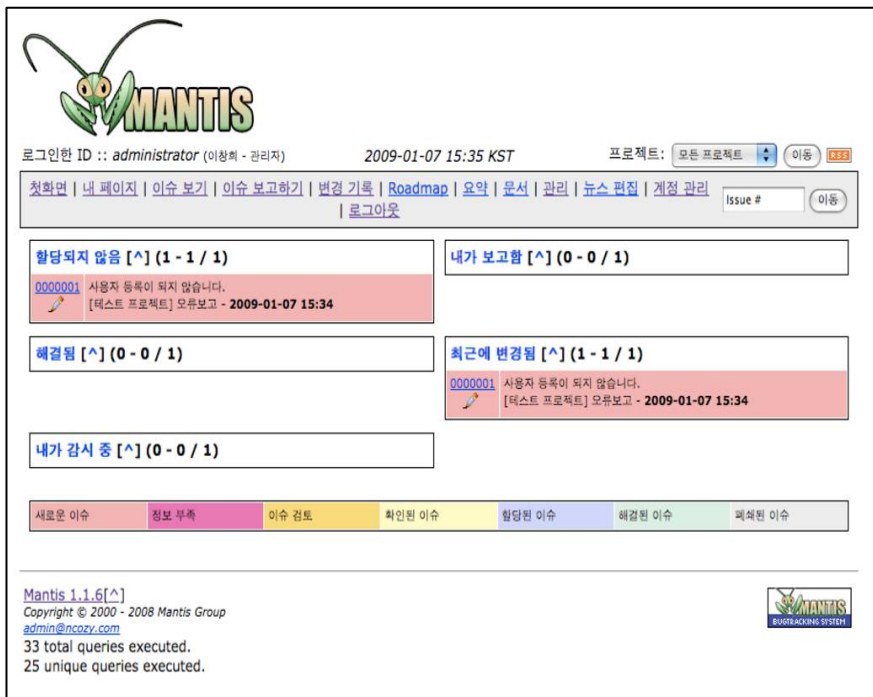 MANTIS
로그인한 ID :: administrator (이창희 - 관리자) 2009-01-07 15:35 KST 프로젝트: 모든 프로젝트 이동 RSS
첫화면 | 내 페이지 | 이슈 보기 | 이슈 보고하기 | 변경 기록 | Roadmap | 요약 | 문서 | 관리 | 뉴스 편집 | 계정 관리
| 로그아웃
Issue # 이동
할당되지 않음 [^] (1 - 1 / 1)
0000001 사용자 등록이 되지 않습니다.
[테스트 프로젝트] 오류보고 - 2009-01-07 15:34
내가 보고함 [^] (0 - 0 / 1)
해결됨 [^] (0 - 0 / 1)
최근에 변경됨 [^] (1 - 1 / 1)
0000001 사용자 등록이 되지 않습니다.
[테스트 프로젝트] 오류보고 - 2009-01-07 15:34
내가 감시 중 [^] (0 - 0 / 1)
새로운 이슈 정보 부족 이슈 검토 확인된 이슈 할당된 이슈 해결된 이슈 폐쇄된 이슈
Mantis 1.1.6[^]
Copyright © 2000 - 2008 Mantis Group
admin@ncozy.com
33 total queries executed.
25 unique queries executed.
MANTIS
BUGTRACKING SYSTEM